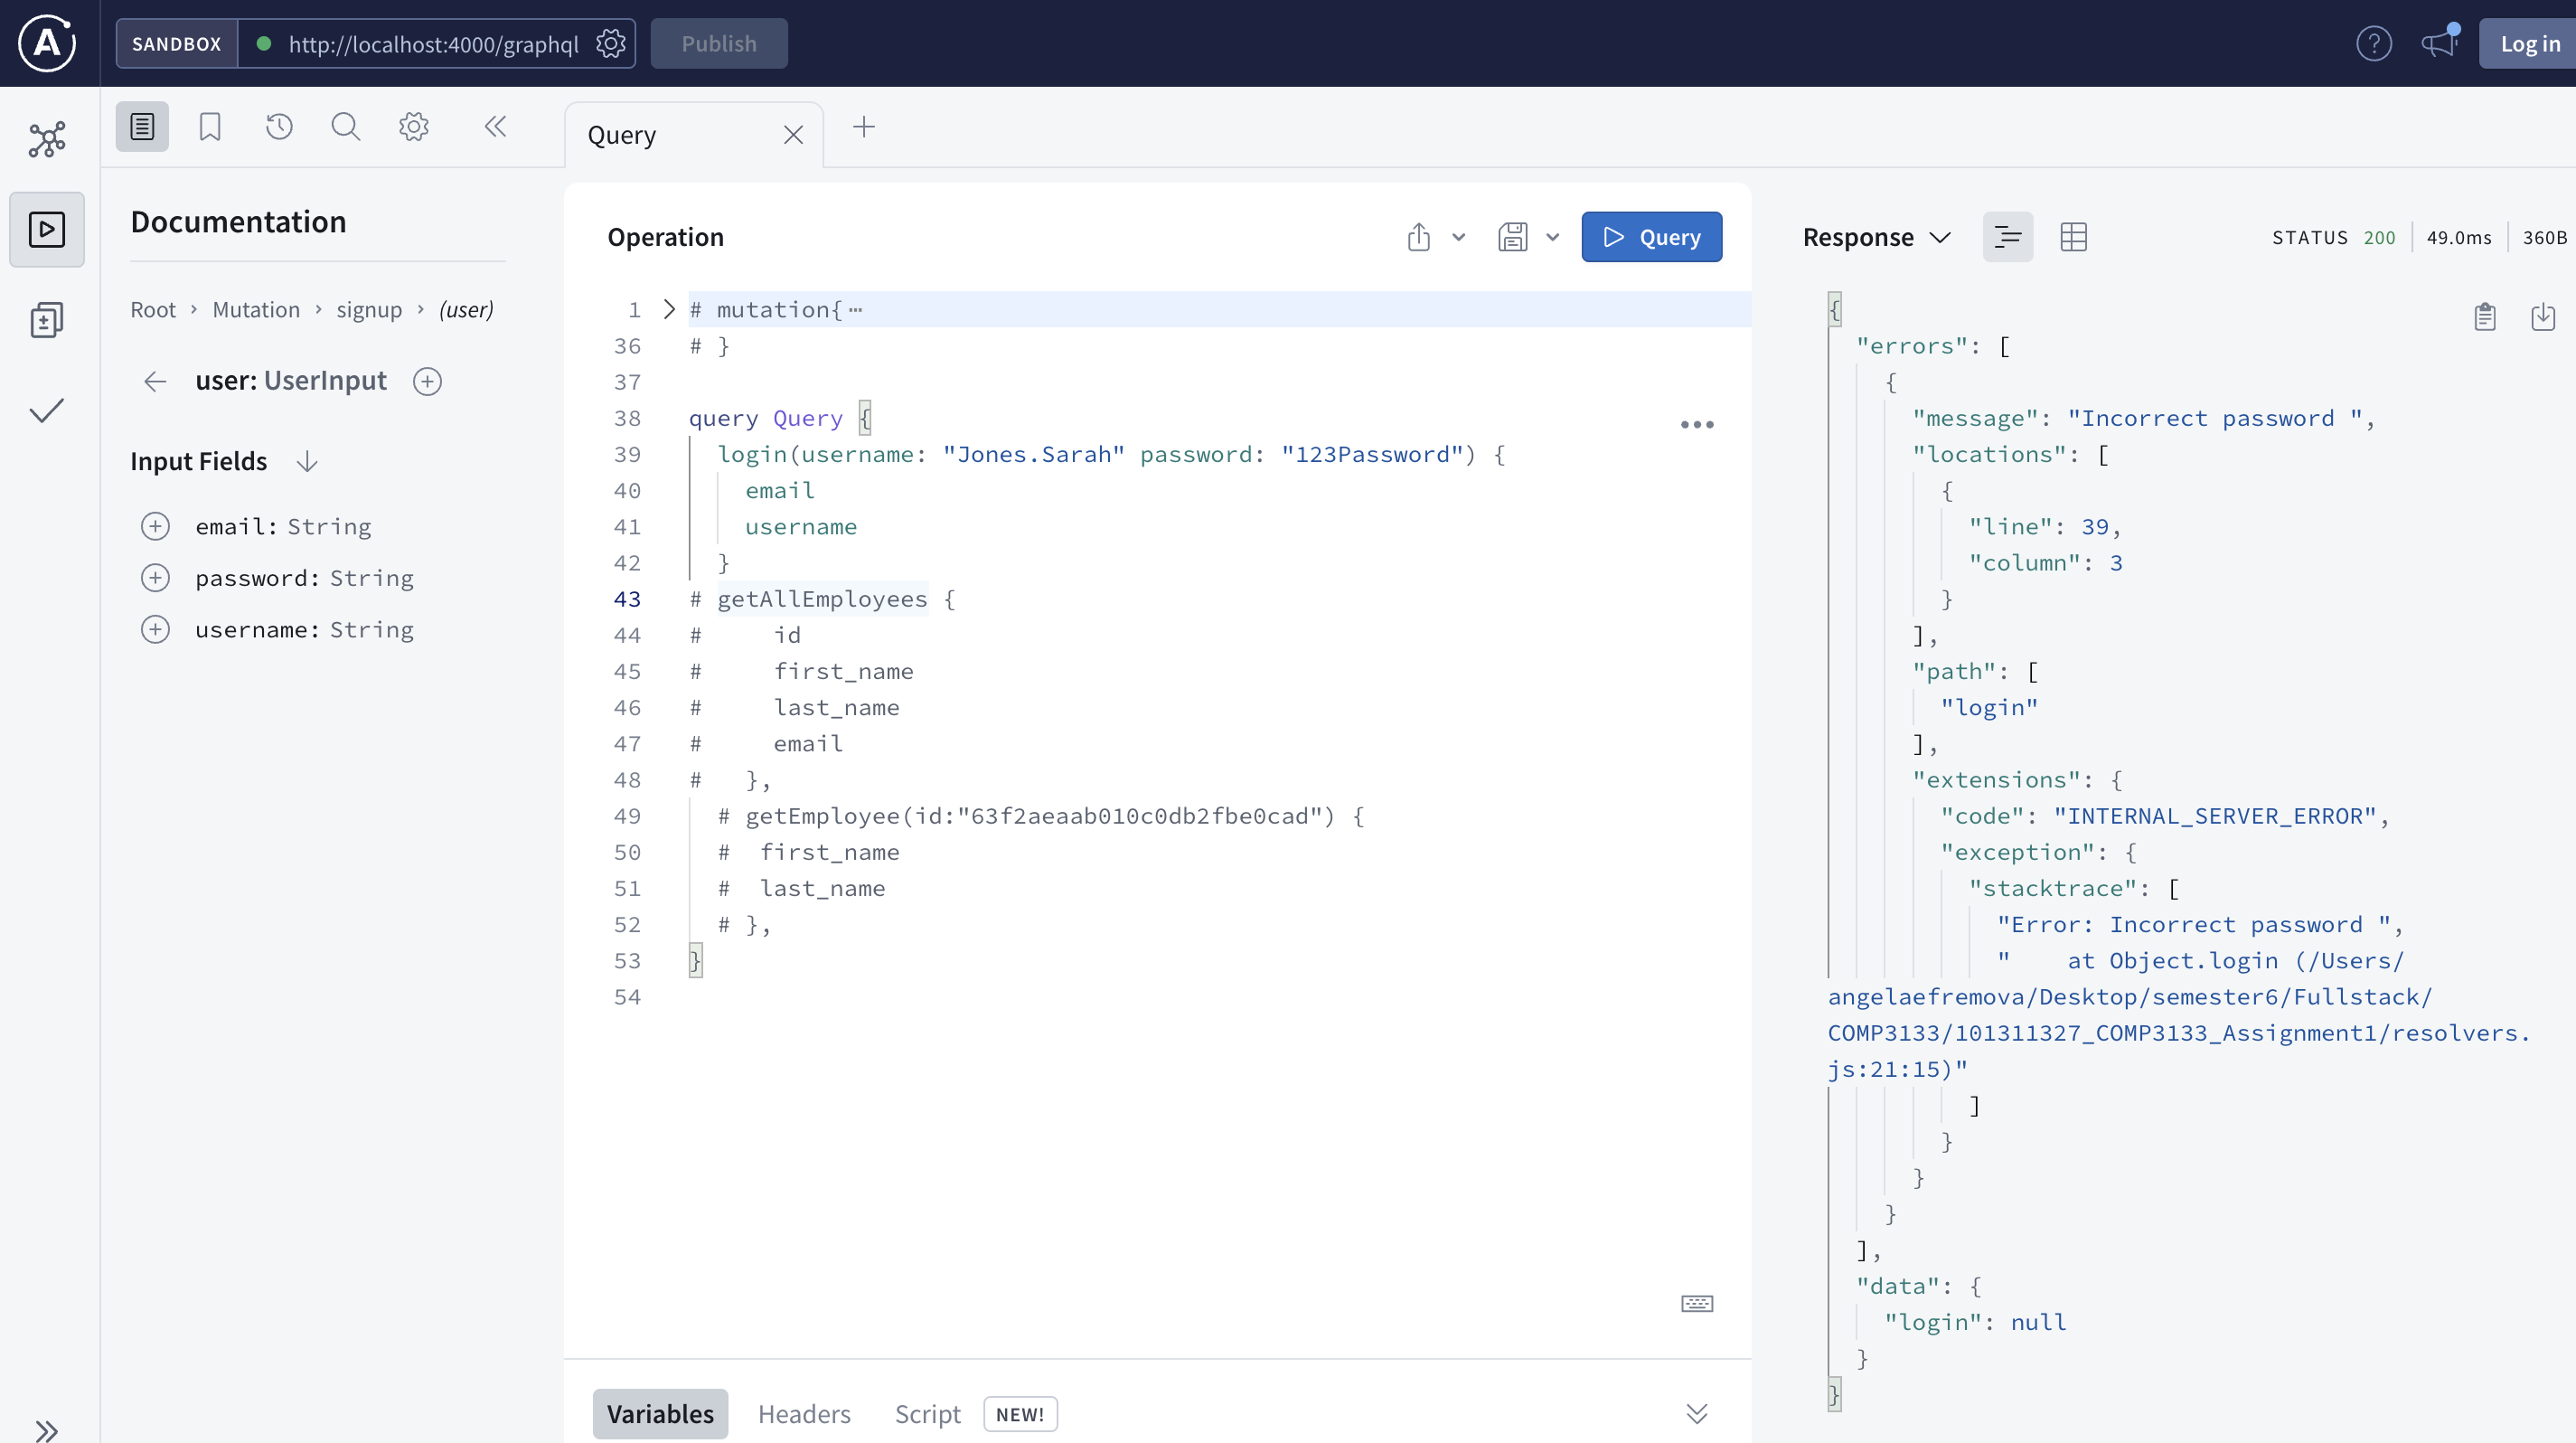 A SANDBOX http://localhost:4000/graphql Publish ? Log in
Query
Documentation
Root › Mutation › signup › (user)
user: UserInput
Input Fields
email: String
password: String
username: String
Operation
Query
1 # mutation{ ⋯
36 # }
37
38 query Query {
39 login(username: "Jones.Sarah" password: "123Password") {
40 email
41 username
42 }
43 # getAllEmployees {
44 # id
45 # first_name
46 # last_name
47 # email
48 # },
49 # getEmployee(id:"63f2aeaab010c0db2fbe0cad") {
50 # first_name
51 # last_name
52 # },
53 }
54
Variables Headers Script NEW!
Response STATUS 200 49.0ms 360B
{
"errors": [
{
"message": "Incorrect password ",
"locations": [
{
"line": 39,
"column": 3
}
],
"path": [
"login"
],
"extensions": {
"code": "INTERNAL_SERVER_ERROR",
"exception": {
"stacktrace": [
"Error: Incorrect password ",
"    at Object.login (/Users/
angelaefremova/Desktop/semester6/Fullstack/
COMP3133/101311327_COMP3133_Assignment1/resolvers.
js:21:15)"
]
}
}
}
],
"data": {
"login": null
}
}